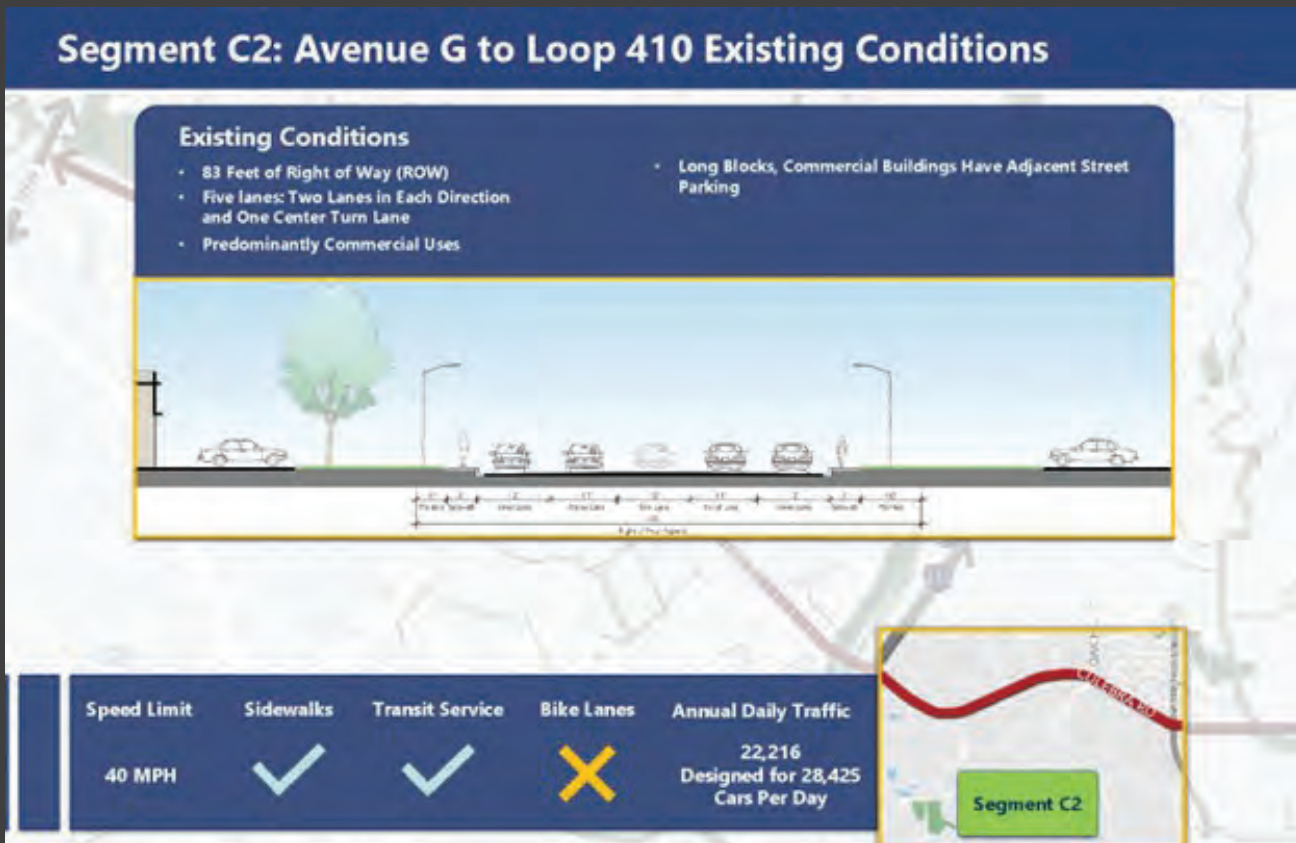 Segment C2: Avenue G to Loop 410 Existing Conditions
Existing Conditions
• 83 Feet of Right of Way (ROW)
• Five lanes: Two Lanes in Each Direction
and One Center Turn Lane
• Predominantly Commercial Uses
• Long Blocks, Commercial Buildings Have Adjacent Street
Parking
Speed Limit
40 MPH
Sidewalks
Transit Service
Bike Lanes
Annual Daily Traffic
22,216
Designed for 28,425
Cars Per Day
CULEBRA RD
Segment C2